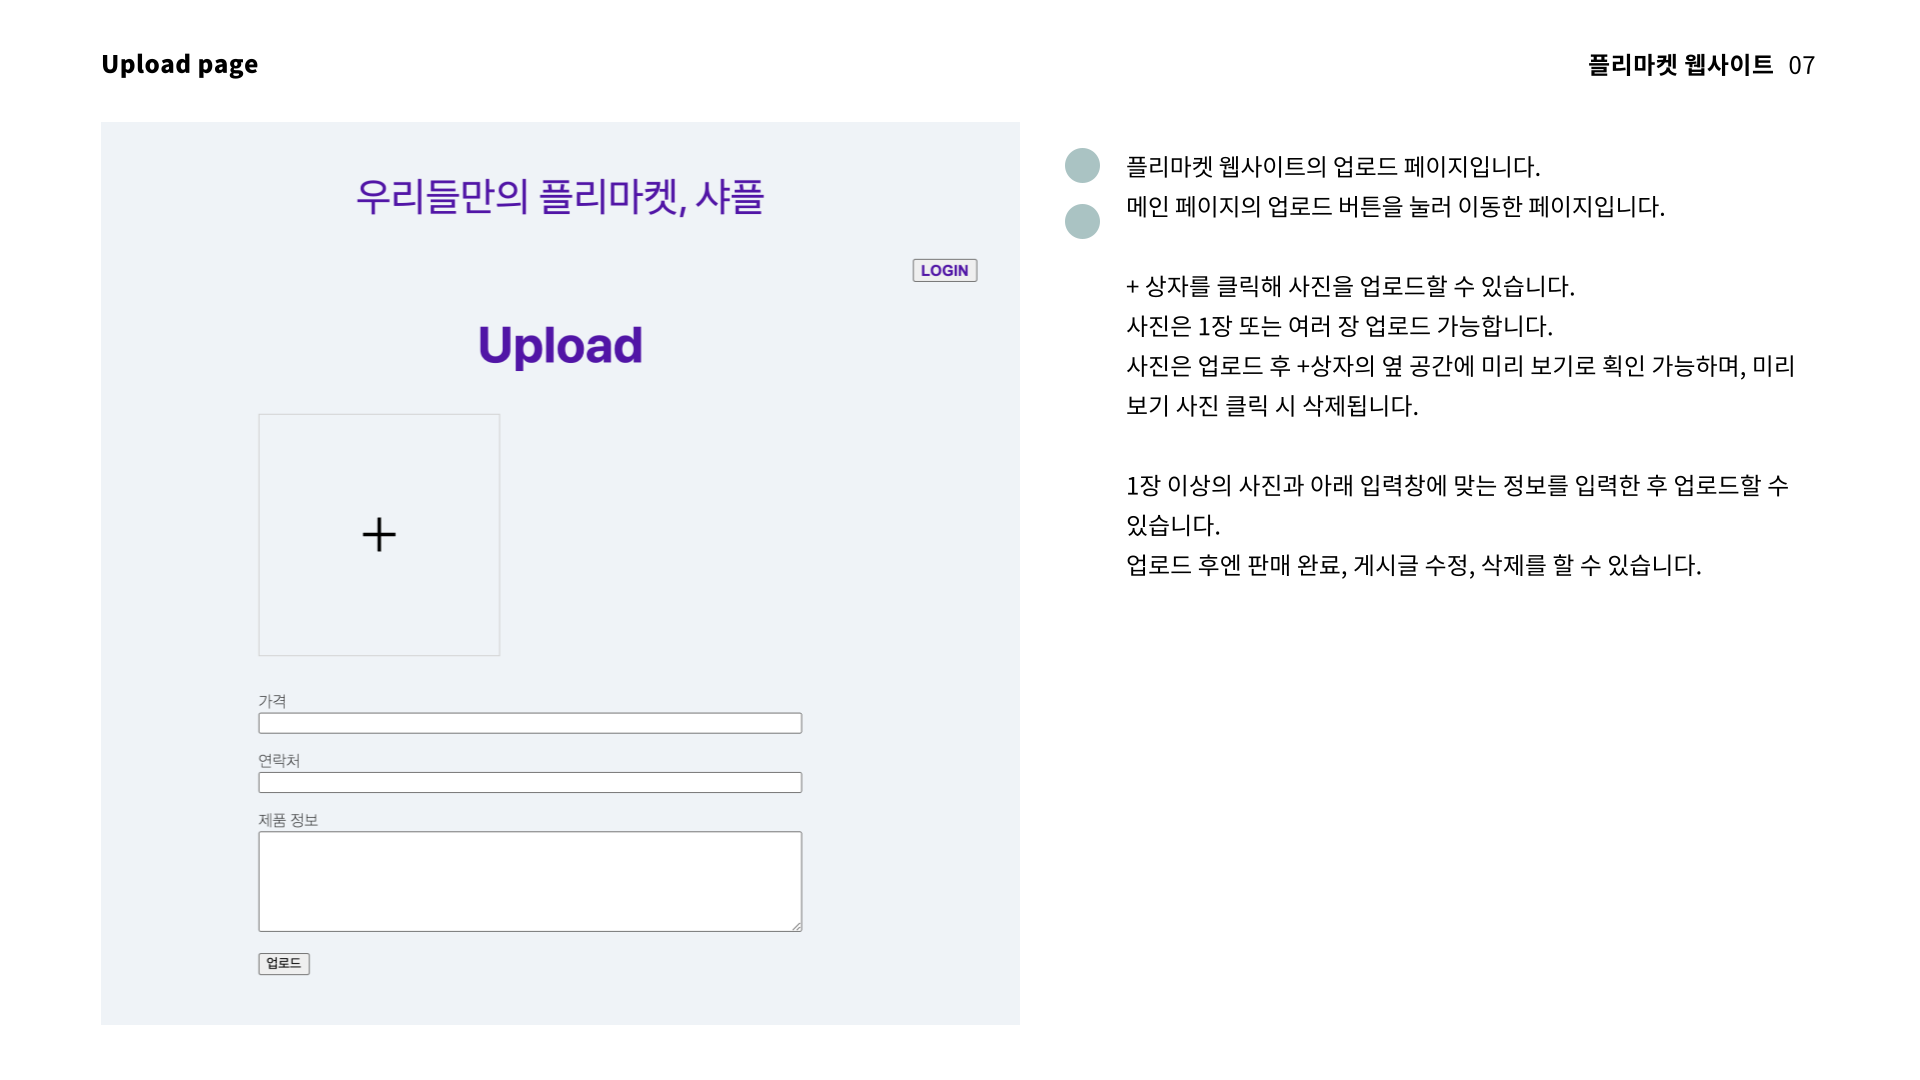 Upload page
플리마켓 웹사이트 07
우리들만의 플리마켓, 샤플
LOGIN
Upload
+
가격
연락처
제품 정보
업로드
플리마켓 웹사이트의 업로드 페이지입니다.
메인 페이지의 업로드 버튼을 눌러 이동한 페이지입니다.
+ 상자를 클릭해 사진을 업로드할 수 있습니다.
사진은 1장 또는 여러 장 업로드 가능합니다.
사진은 업로드 후 +상자의 옆 공간에 미리 보기로 획인 가능하며, 미리
보기 사진 클릭 시 삭제됩니다.
1장 이상의 사진과 아래 입력창에 맞는 정보를 입력한 후 업로드할 수
있습니다.
업로드 후엔 판매 완료, 게시글 수정, 삭제를 할 수 있습니다.